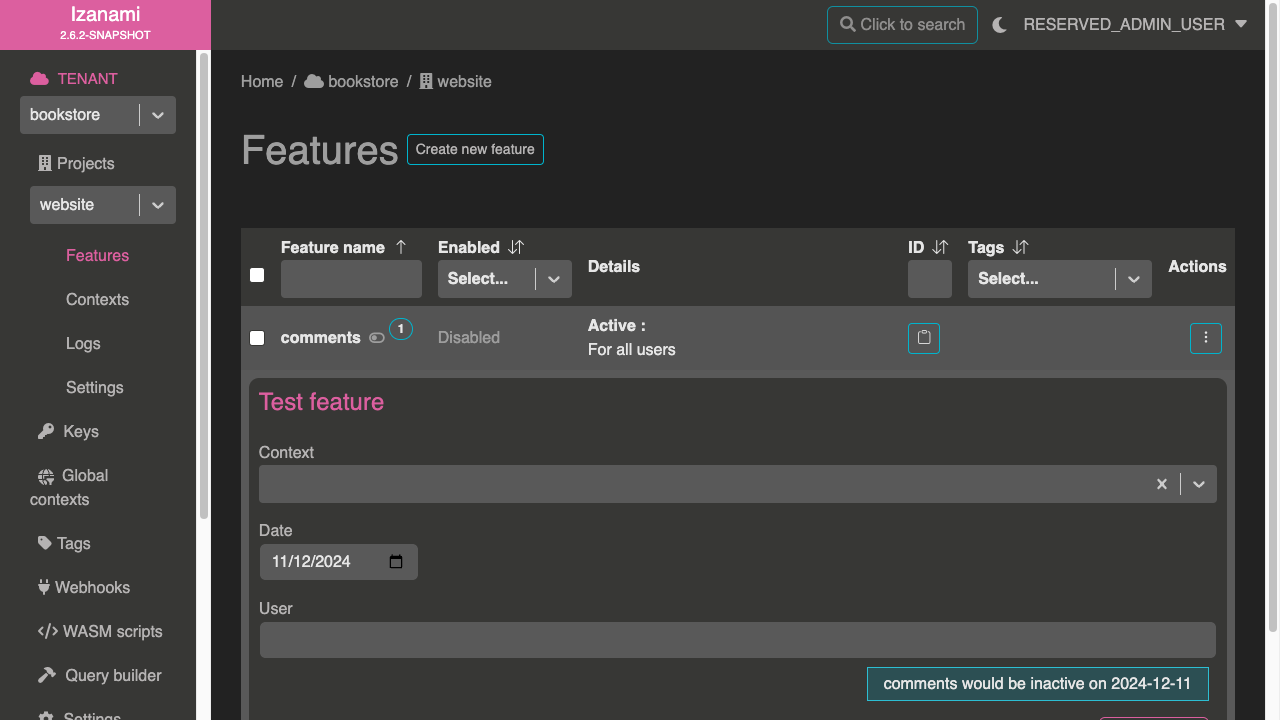 Izanami
2.6.2-SNAPSHOT
Click to search
RESERVED_ADMIN_USER
TENANT
bookstore
Projects
website
Features
Contexts
Logs
Settings
Keys
Global
contexts
Tags
Webhooks
WASM scripts
Query builder
Settings
Home / bookstore / website
Features
Create new feature
Feature name
Enabled
Select...
Details
ID
Tags
Select...
Actions
comments
1
Disabled
Active :
For all users
Test feature
Context
Date
11/12/2024
User
comments would be inactive on 2024-12-11